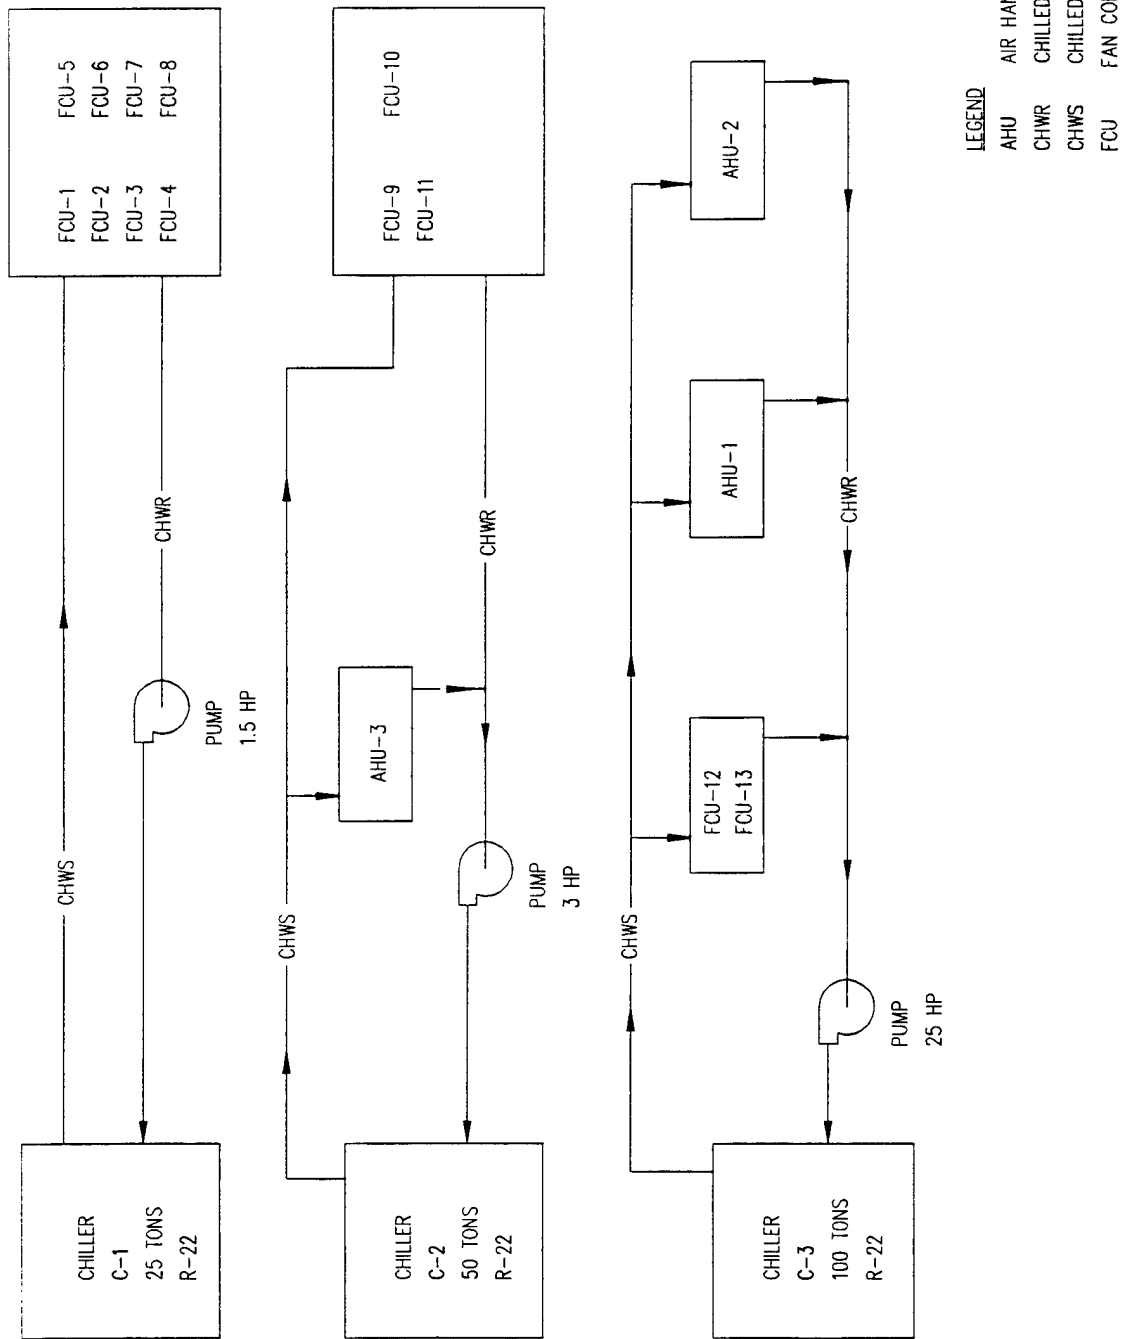 CHILLER
C-1
25 TONS
R-22
CHWS
PUMP
1.5 HP
CHWR
FCU-1 FCU-5
FCU-2 FCU-6
FCU-3 FCU-7
FCU-4 FCU-8
CHILLER
C-2
50 TONS
R-22
CHWS
PUMP
3 HP
AHU-3
CHWR
FCU-9 FCU-10
FCU-11
CHILLER
C-3
100 TONS
R-22
CHWS
PUMP
25 HP
FCU-12
FCU-13
AHU-1
CHWR
AHU-2
LEGEND
AHU AIR
CHWR CHILLED
CHWS CHILLED
FCU FAN